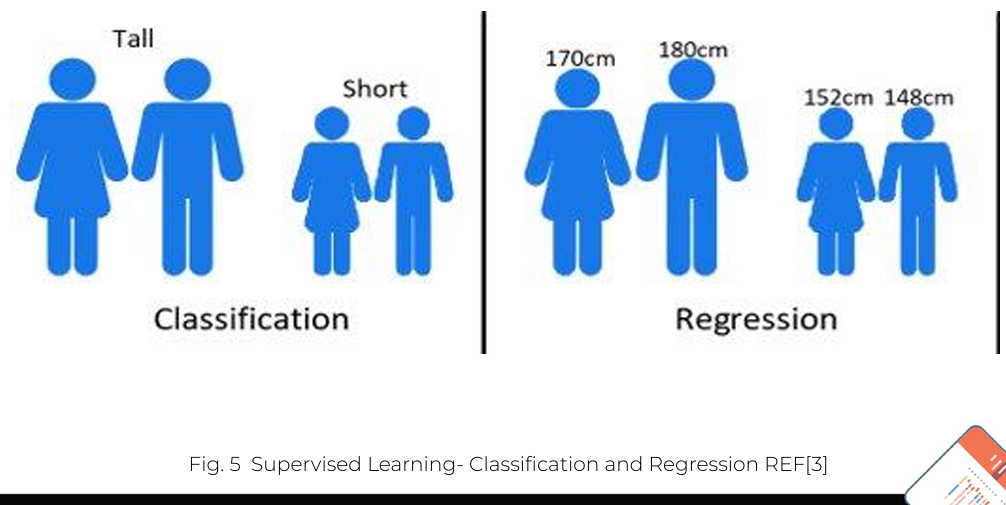 Tall
Short
Classification
170cm
180cm
152cm 148cm
Regression
Fig. 5 Supervised Learning- Classification and Regression REF[3]